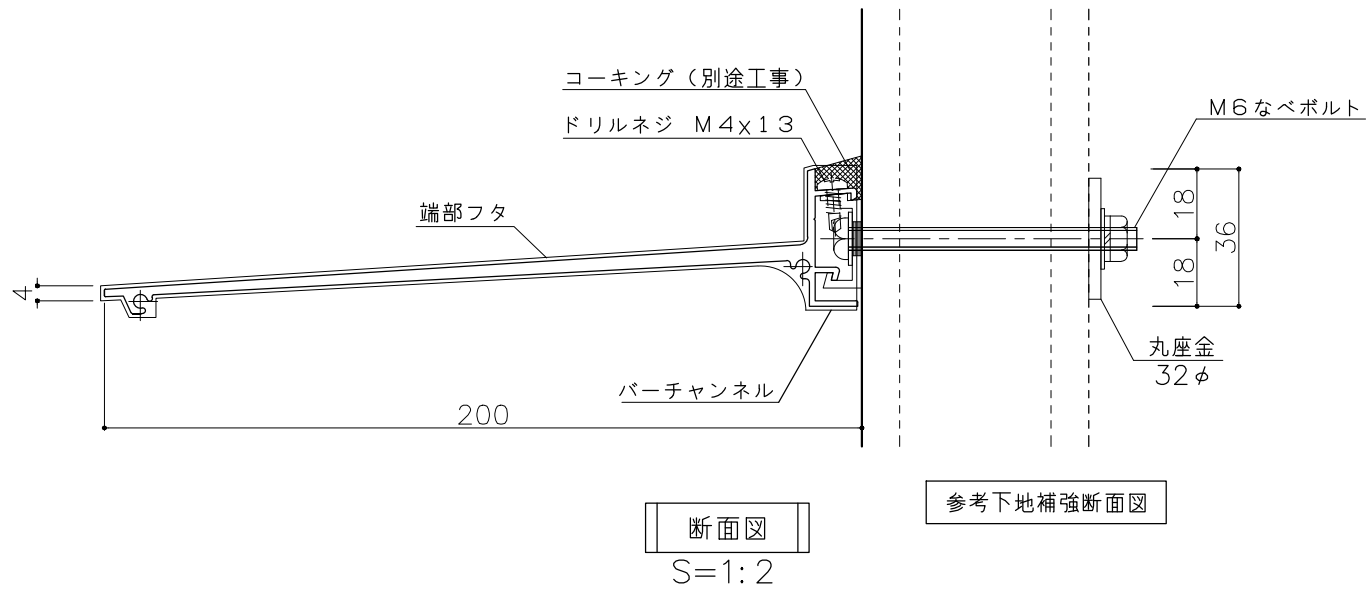 コーキング（別途工事）
ドリルネジ　M4x13
M6なベボルト
端部フタ
18
36
18
4
丸座金
32φ
バーチャンネル
200
参考下地補強断面図
断面図
S=1:2